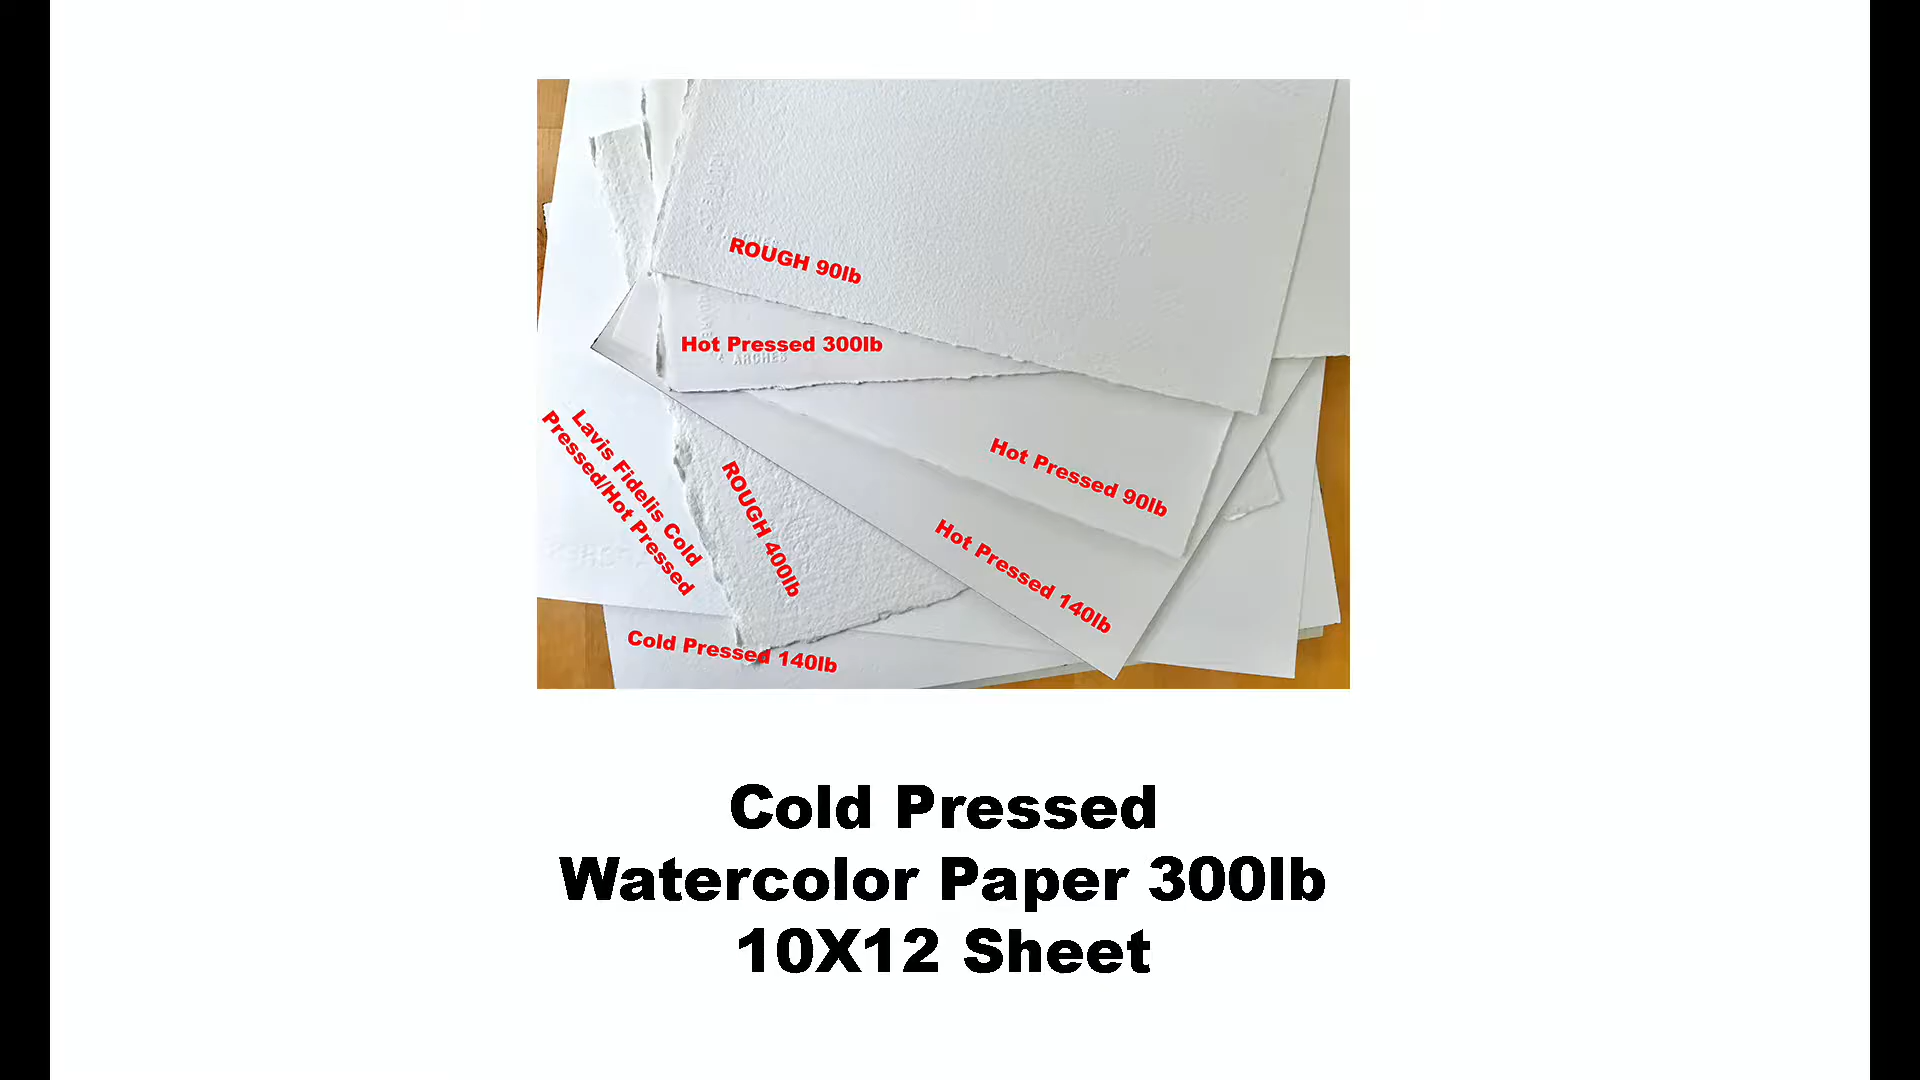 ROUGH 90lb
Hot Pressed 300lb
ARCHES
Hot Pressed 90lb
Lavis Fidelis Cold
Pressed/Hot Pressed
ROUGH 400lb
Hot Pressed 140lb
Cold Pressed 140lb
Cold Pressed
Watercolor Paper 300lb
10X12 Sheet